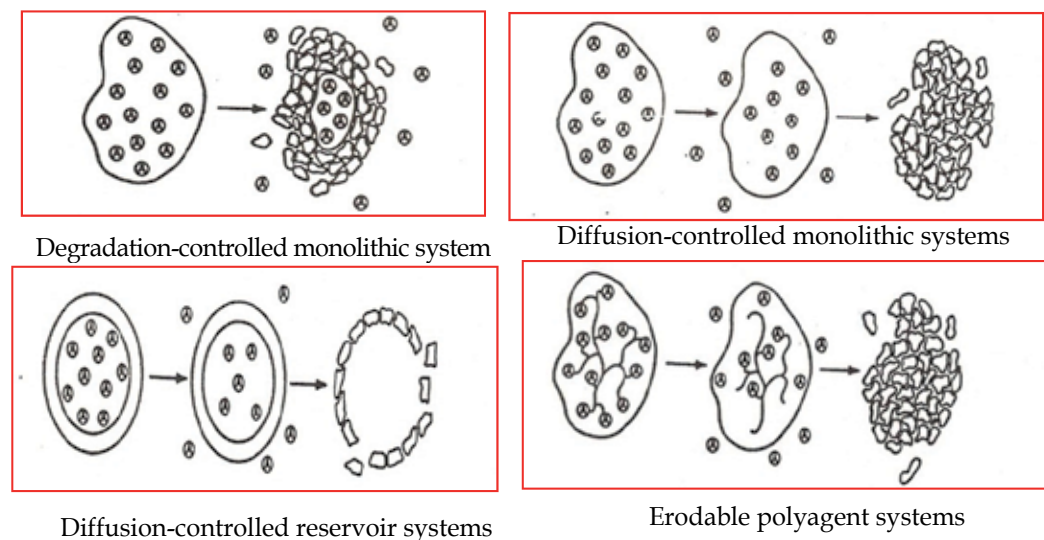 Degradation-controlled monolithic system
Diffusion-controlled monolithic systems
Diffusion-controlled reservoir systems
Erodable polyagent systems